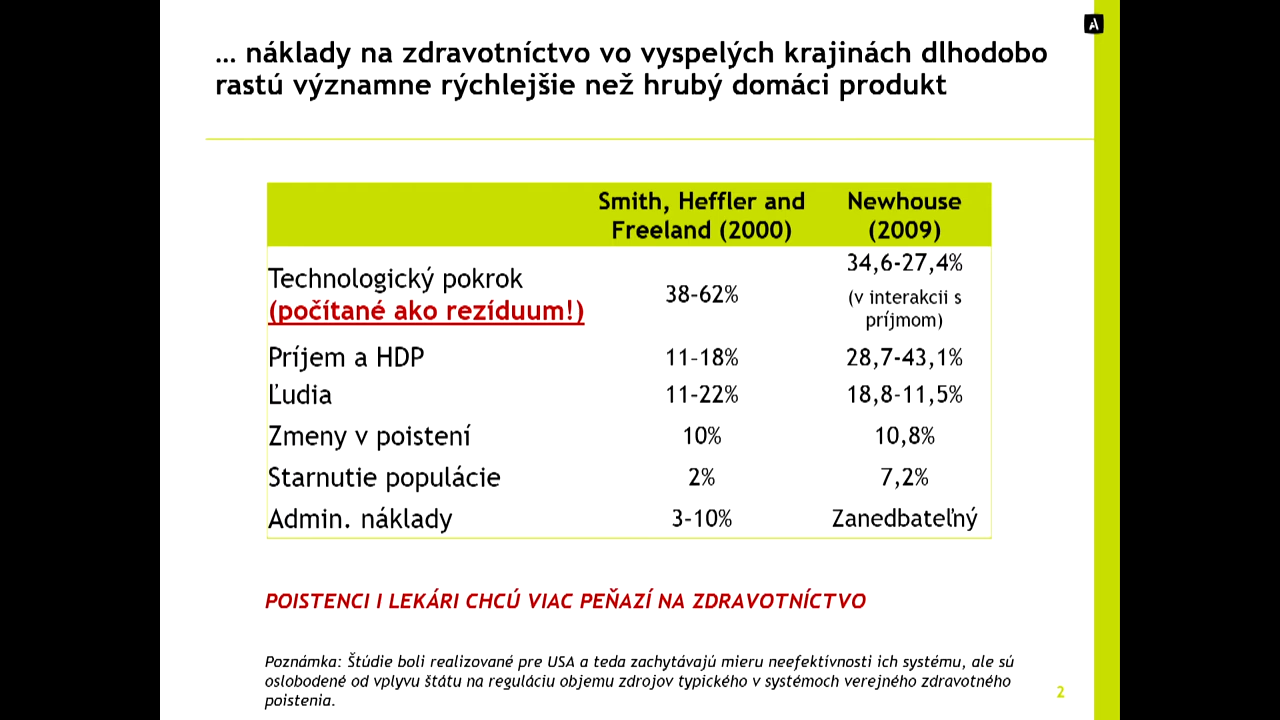 A
… náklady na zdravotníctvo vo vyspelých krajinách dlhodobo
rastú významne rýchlejšie než hrubý domáci produkt
Smith, Heffler and
Freeland (2000)
Newhouse
(2009)
Technologický pokrok
(počítané ako rezíduum!)
38–62%
34,6-27,4%
(v interakcii s
príjmom)
Príjem a HDP
11–18%
28,7-43,1%
Ľudia
11–22%
18,8-11,5%
Zmeny v poistení
10%
10,8%
Starnutie populácie
2%
7,2%
Admin. náklady
3–10%
Zanedbateľný
POISTENCI I LEKÁRI CHCÚ VIAC PEŇAZÍ NA ZDRAVOTNÍCTVO
Poznámka: Štúdie boli realizované pre USA a teda zachytávajú mieru neefektívnosti ich systému, ale sú
oslobodené od vplyvu štátu na reguláciu objemu zdrojov typického v systémoch verejného zdravotného
poistenia.
2